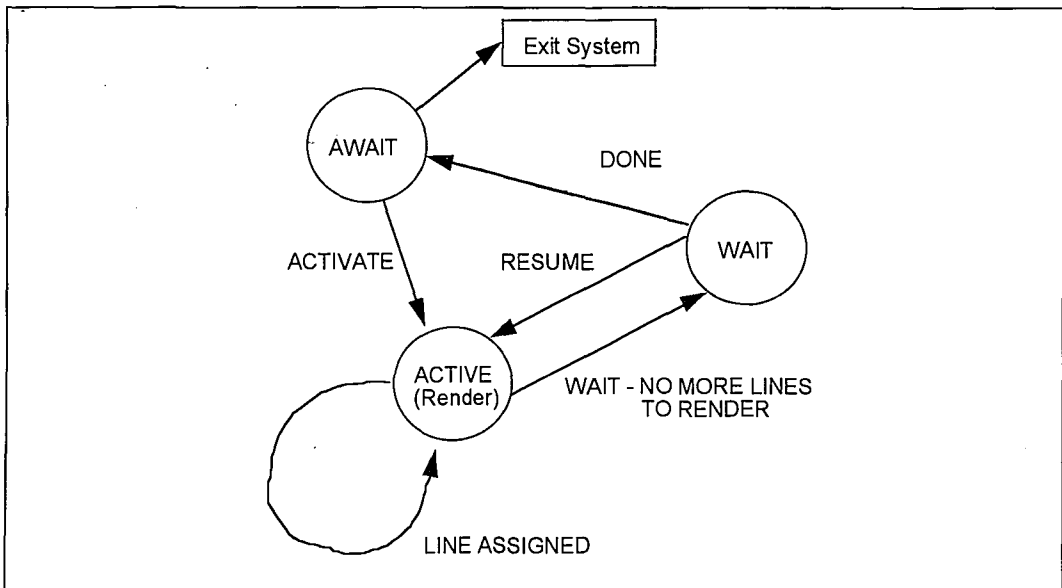 Exit System
AWAIT
DONE
WAIT
ACTIVATE
RESUME
ACTIVE
(Render)
WAIT - NO MORE LINES
TO RENDER
LINE ASSIGNED